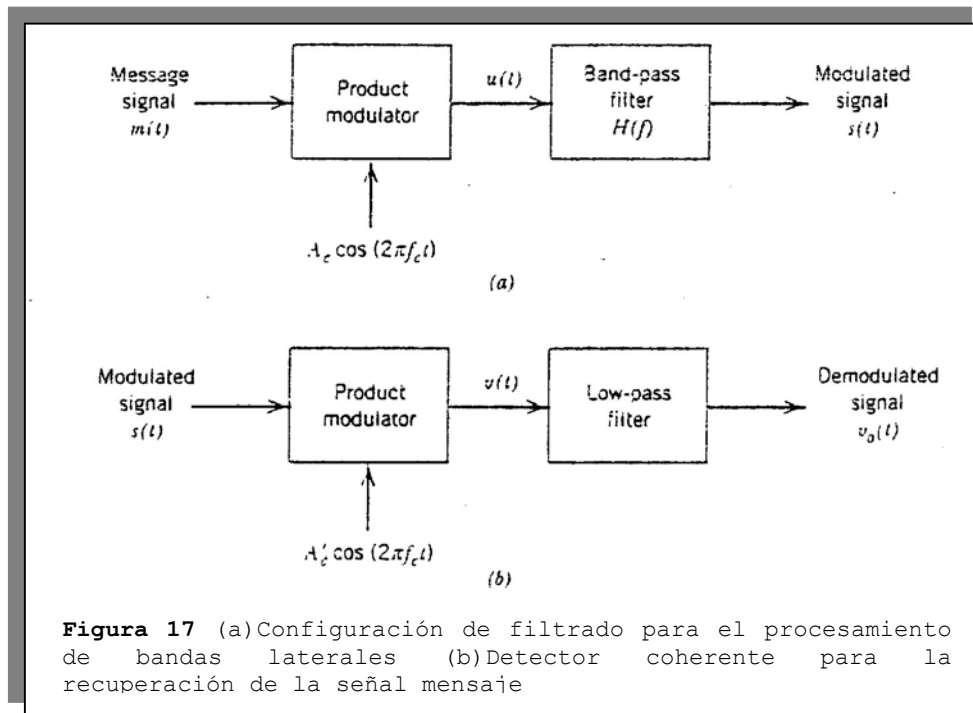 Message
signal
m(t)
Product
modulator
u(t)
Band-pass
filter
H(f)
Modulated
signal
s(t)
A_c cos (2πf_c t)
(a)
Modulated
signal
s(t)
Product
modulator
v(t)
Low-pass
filter
Demodulated
signal
v_o(t)
A'_c cos (2πf_c t)
(b)
Figura 17 (a)Configuración de filtrado para el procesamiento
de bandas laterales (b)Detector coherente para la
recuperación de la señal mensaje